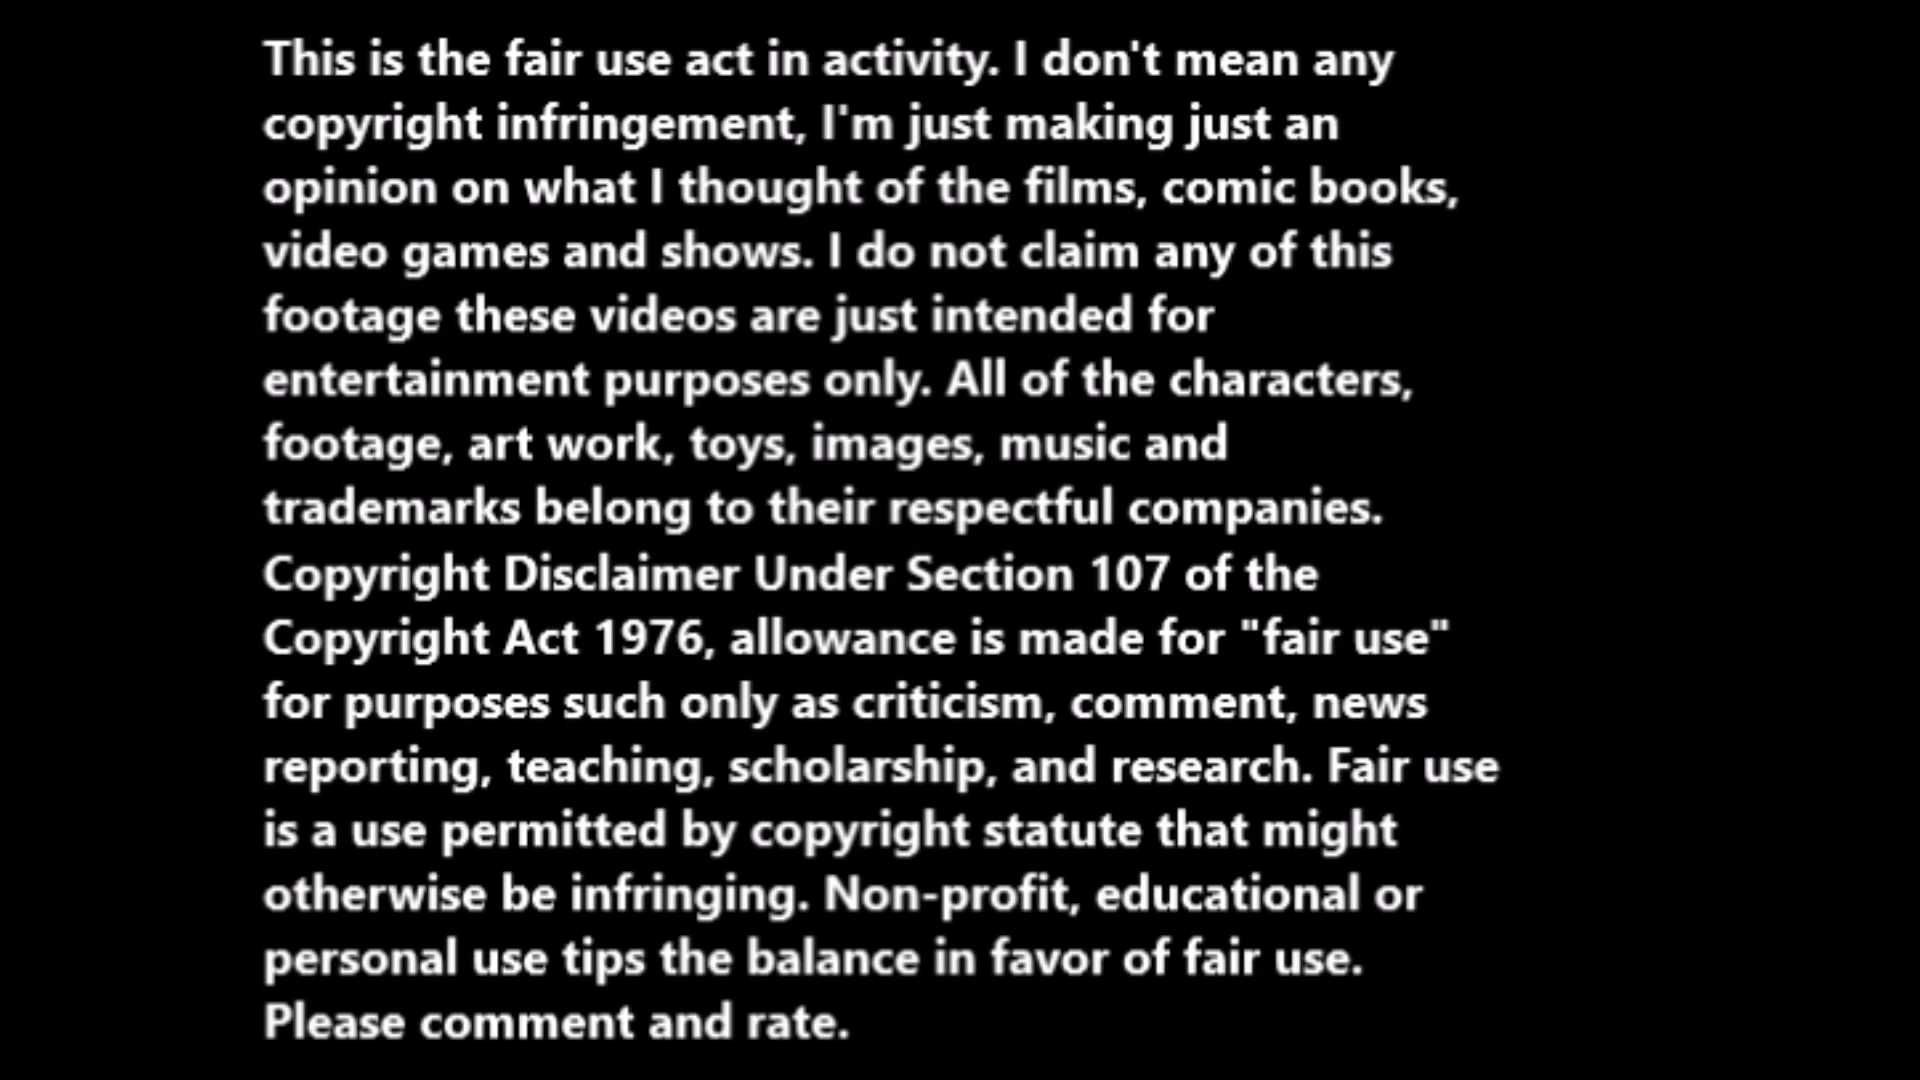 This is the fair use act in activity. I don't mean any
copyright infringement, I'm just making just an
opinion on what I thought of the films, comic books,
video games and shows. I do not claim any of this
footage these videos are just intended for
entertainment purposes only. All of the characters,
footage, art work, toys, images, music and
trademarks belong to their respectful companies.
Copyright Disclaimer Under Section 107 of the
Copyright Act 1976, allowance is made for "fair use"
for purposes such only as criticism, comment, news
reporting, teaching, scholarship, and research. Fair use
is a use permitted by copyright statute that might
otherwise be infringing. Non-profit, educational or
personal use tips the balance in favor of fair use.
Please comment and rate.